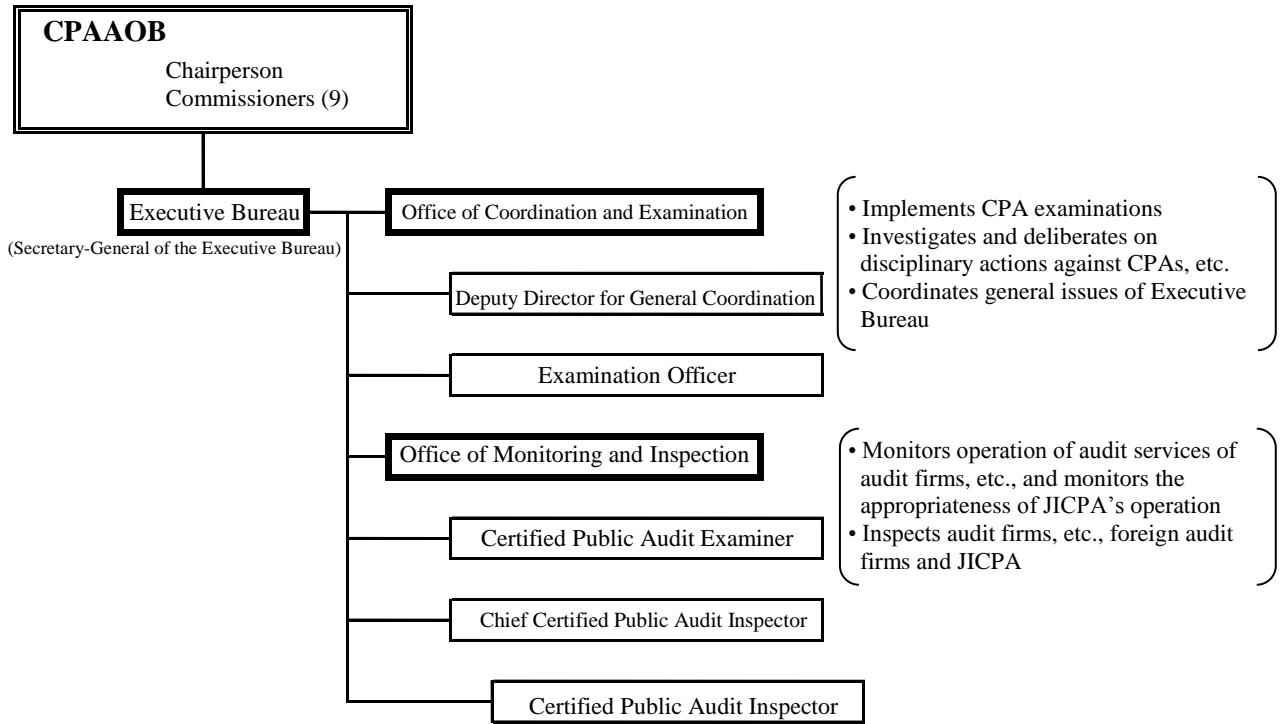 CPAAOB
Chairperson
Commissioners (9)
Executive Bureau
(Secretary-General of the Executive Bureau)
Office of Coordination and Examination
• Implements CPA examinations
• Investigates and deliberates on
disciplinary actions against CPAs, etc.
• Coordinates general issues of Executive
Bureau
Deputy Director for General Coordination
Examination Officer
Office of Monitoring and Inspection
• Monitors operation of audit services of
audit firms, etc., and monitors the
appropriateness of JICPA’s operation
• Inspects audit firms, etc., foreign audit
firms and JICPA
Certified Public Audit Examiner
Chief Certified Public Audit Inspector
Certified Public Audit Inspector